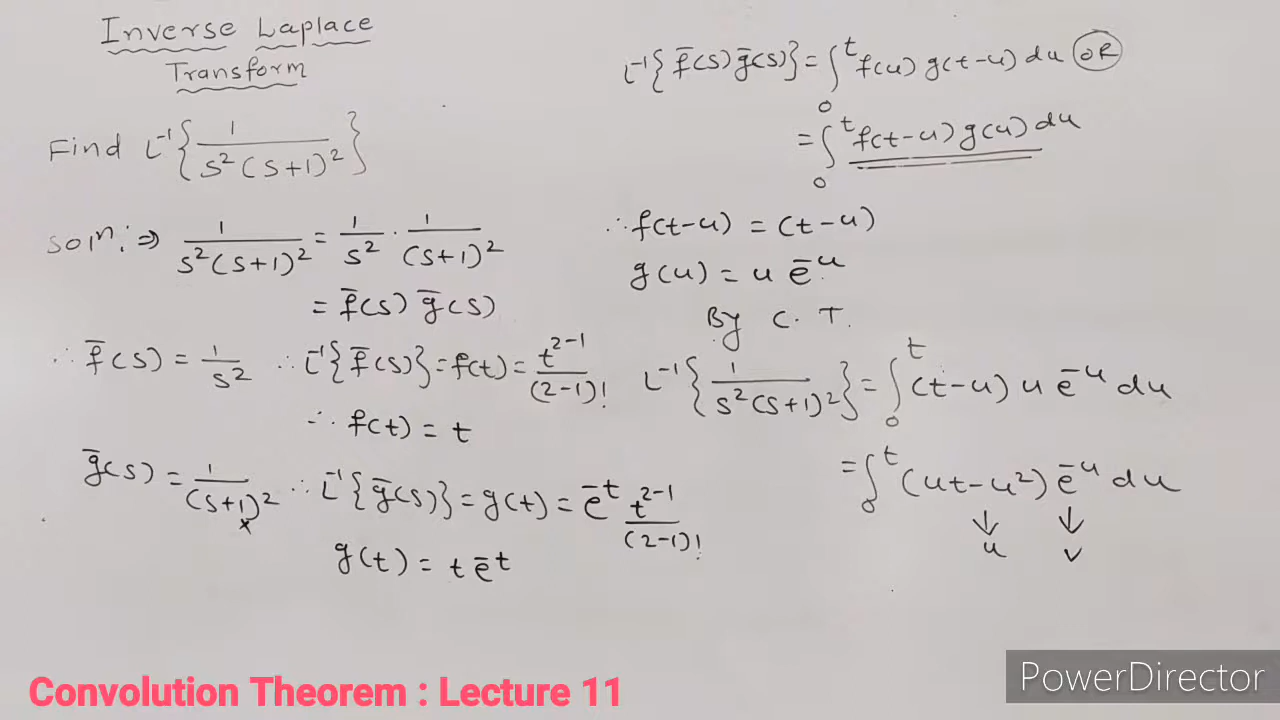 Inverse Laplace
Transform
Find L⁻¹{ 1 / s²(s+1)² }
Solⁿ: ⇒ 1 / s²(s+1)² = 1/s² · 1/(s+1)²
= f̄(s) ḡ(s)
∴ f̄(s) = 1/s² ∴ L⁻¹{f̄(s)} = f(t) = t²⁻¹/(2-1)!
∴ f(t) = t
ḡ(s) = 1/(s+1)² ∴ L⁻¹{ḡ(s)} = g(t) = e⁻ᵗ t²⁻¹/(2-1)!
g(t) = t e⁻ᵗ
L⁻¹{f̄(s) ḡ(s)} = ∫₀ᵗ f(u) g(t-u) du OR
= ∫₀ᵗ f(t-u) g(u) du
∴ f(t-u) = (t-u)
g(u) = u e⁻ᵘ
By C. T.
L⁻¹{ 1 / s²(s+1)² } = ∫₀ᵗ (t-u) u e⁻ᵘ du
= ∫₀ᵗ (ut-u²) e⁻ᵘ du
↓ ↓
u v
Convolution Theorem : Lecture 11
PowerDirector